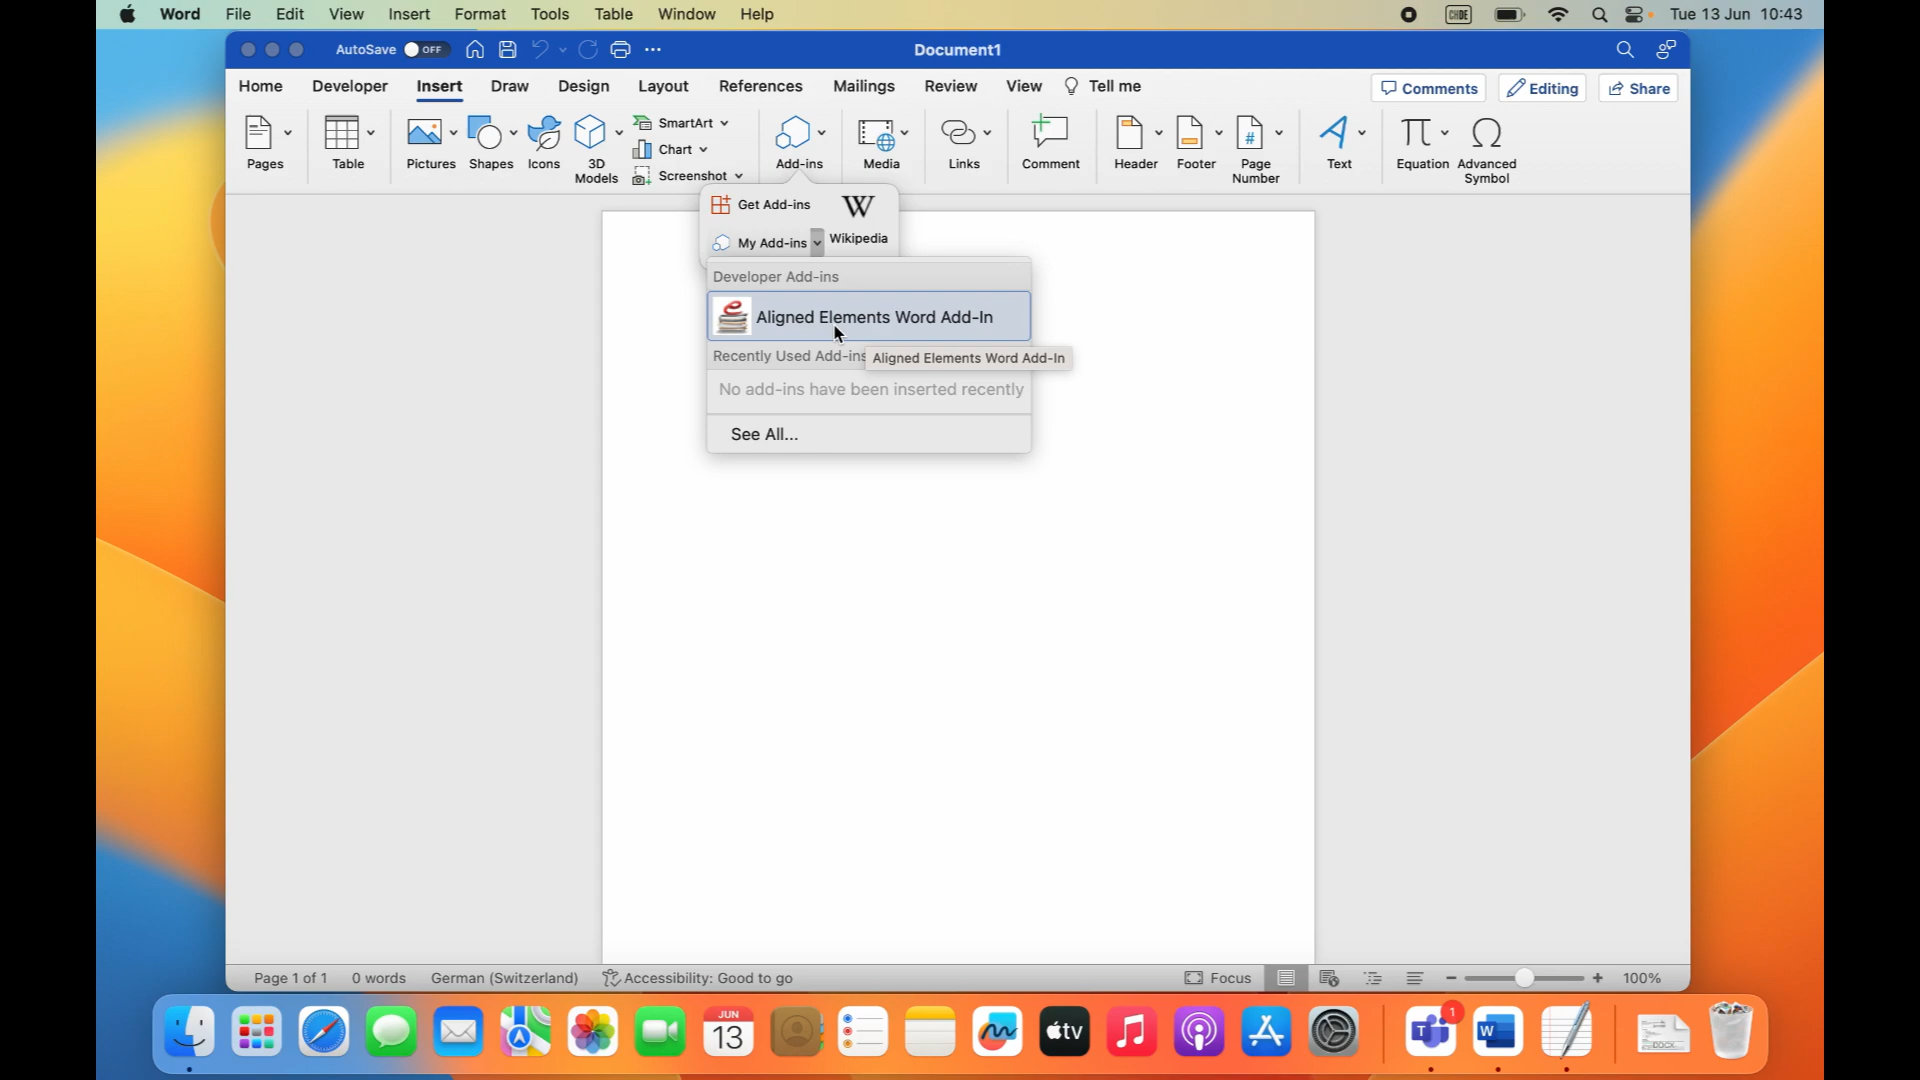 Word File Edit View Insert Format Tools Table Window Help CHDE Tue 13 Jun 10:43
AutoSave OFF Document1
Home Developer Insert Draw Design Layout References Mailings Review View Tell me Comments Editing Share
Pages
Table
Pictures
Shapes
Icons
3D
Models
SmartArt
Chart
Screenshot
Add-ins
Media
Links
Comment
Header
Footer
#
Page
Number
Text
Equation
Advanced
Symbol
Get Add-ins
W
Wikipedia
My Add-ins
Developer Add-ins
Aligned Elements Word Add-In
Recently Used Add-ins
Aligned Elements Word Add-In
No add-ins have been inserted recently
See All...
Page 1 of 1 0 words German (Switzerland) Accessibility: Good to go Focus 100%
JUN
13
tv
T
1
W
DOCX